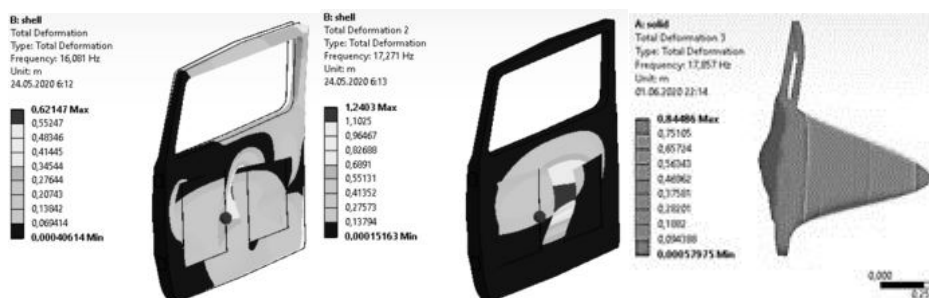 B: shell
Total Deformation
Type: Total Deformation
Frequency: 16,081 Hz
Unit: m
24.05.2020 6:12
0.62147 Max
0,55247
0,48346
0,41445
0,34544
0,27644
0,20743
0,13842
0,069414
0.00040614 Min
B: shell
Total Deformation 2
Type: Total Deformation
Frequency: 17,271 Hz
Unit: m
24.05.2020 6:13
1,2403 Max
1,1025
0,96467
0,82688
0,6891
0,55131
0,41352
0,27573
0,13794
0,00015163 Min
A: solid
Total Deformation 3
Type: Total Deformation
Frequency: 17,857 Hz
Unit: m
01.06.2020 22:14
0.84486 Max
0,75105
0,65724
0,56343
0,46962
0,37581
0,28201
0,1882
0,094388
0.00057975 Min
0,000
0,25